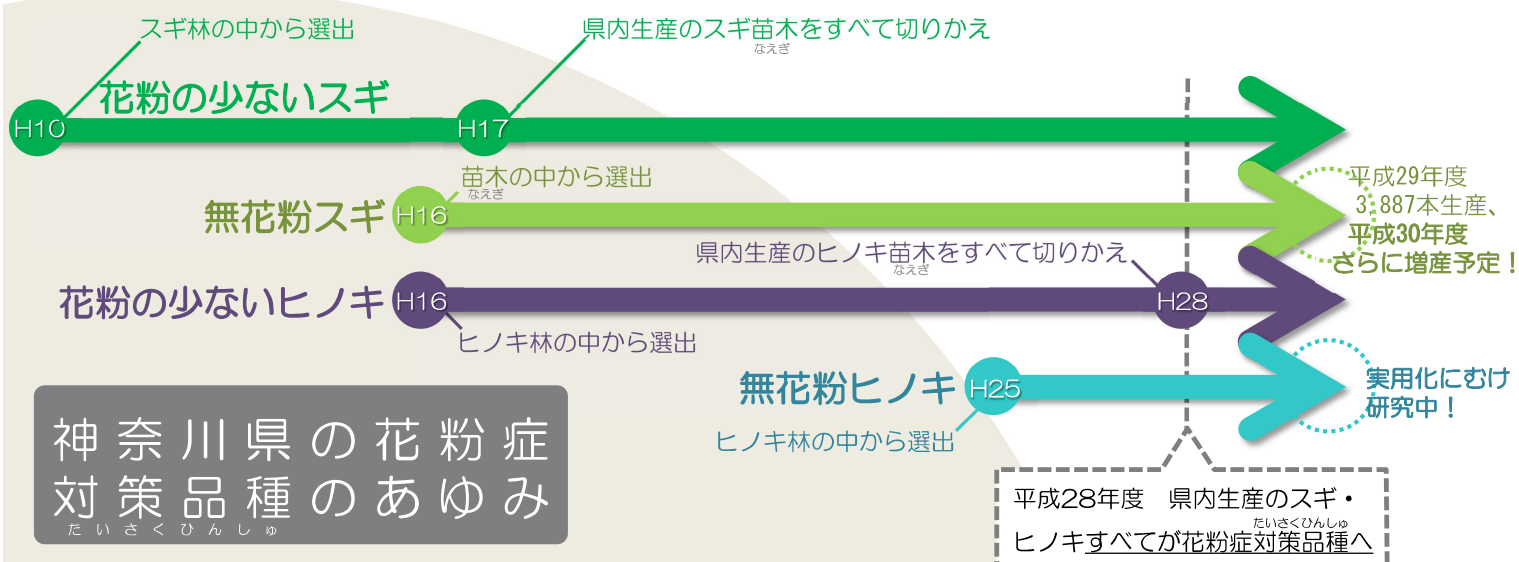 スギ林の中から選出
県内生産のスギ苗木をすべて切りかえ
なえぎ
花粉の少ないスギ
H10
H17
苗木の中から選出
なえぎ
無花粉スギ
H16
平成29年度
3,887本生産、
平成30年度
さらに増産予定！
県内生産のヒノキ苗木をすべて切りかえ
なえぎ
花粉の少ないヒノキ
H16
H28
ヒノキ林の中から選出
無花粉ヒノキ
H25
実用化にむけ
研究中！
ヒノキ林の中から選出
神奈川県の花粉症
対策品種のあゆみ
たいさくひんしゅ
平成28年度　県内生産のスギ・
たいさくひんしゅ
ヒノキすべてが花粉症対策品種へ